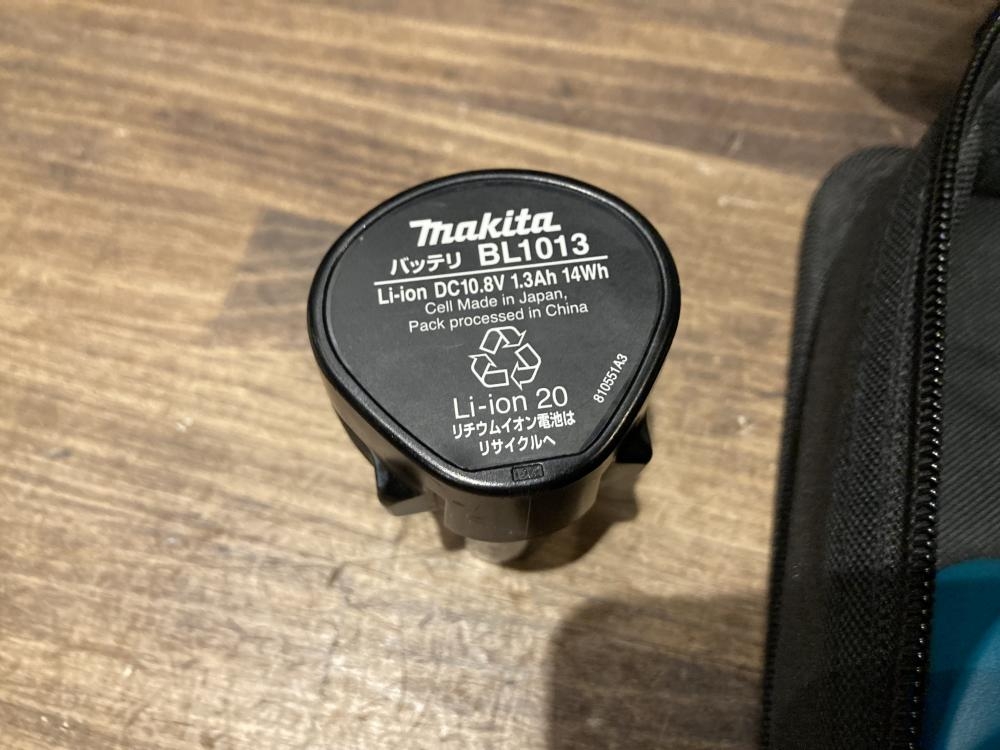 makita
バッテリ BL1013
Li-ion DC10.8V 1.3Ah 14Wh
Cell Made in Japan,
Pack processed in China
810551A3
Li-ion 20
リチウムイオン電池は
リサイクルへ